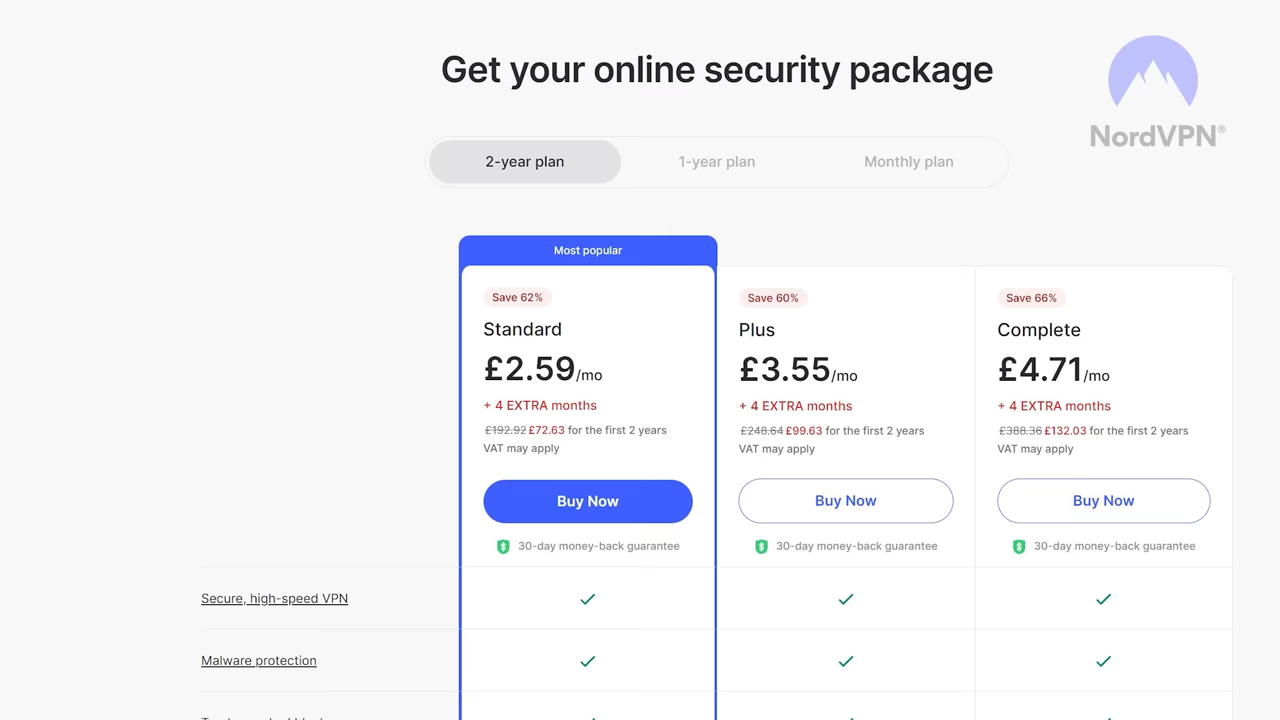 Get your online security package
NordVPN®
2-year plan
1-year plan
Monthly plan
Most popular
Save 62%
Standard
£2.59/mo
+ 4 EXTRA months
£192.92 £72.63 for the first 2 years
VAT may apply
Buy Now
30-day money-back guarantee
Save 60%
Plus
£3.55/mo
+ 4 EXTRA months
£248.64 £99.63 for the first 2 years
VAT may apply
Buy Now
30-day money-back guarantee
Save 66%
Complete
£4.71/mo
+ 4 EXTRA months
£388.36 £132.03 for the first 2 years
VAT may apply
Buy Now
30-day money-back guarantee
Secure, high-speed VPN
Malware protection